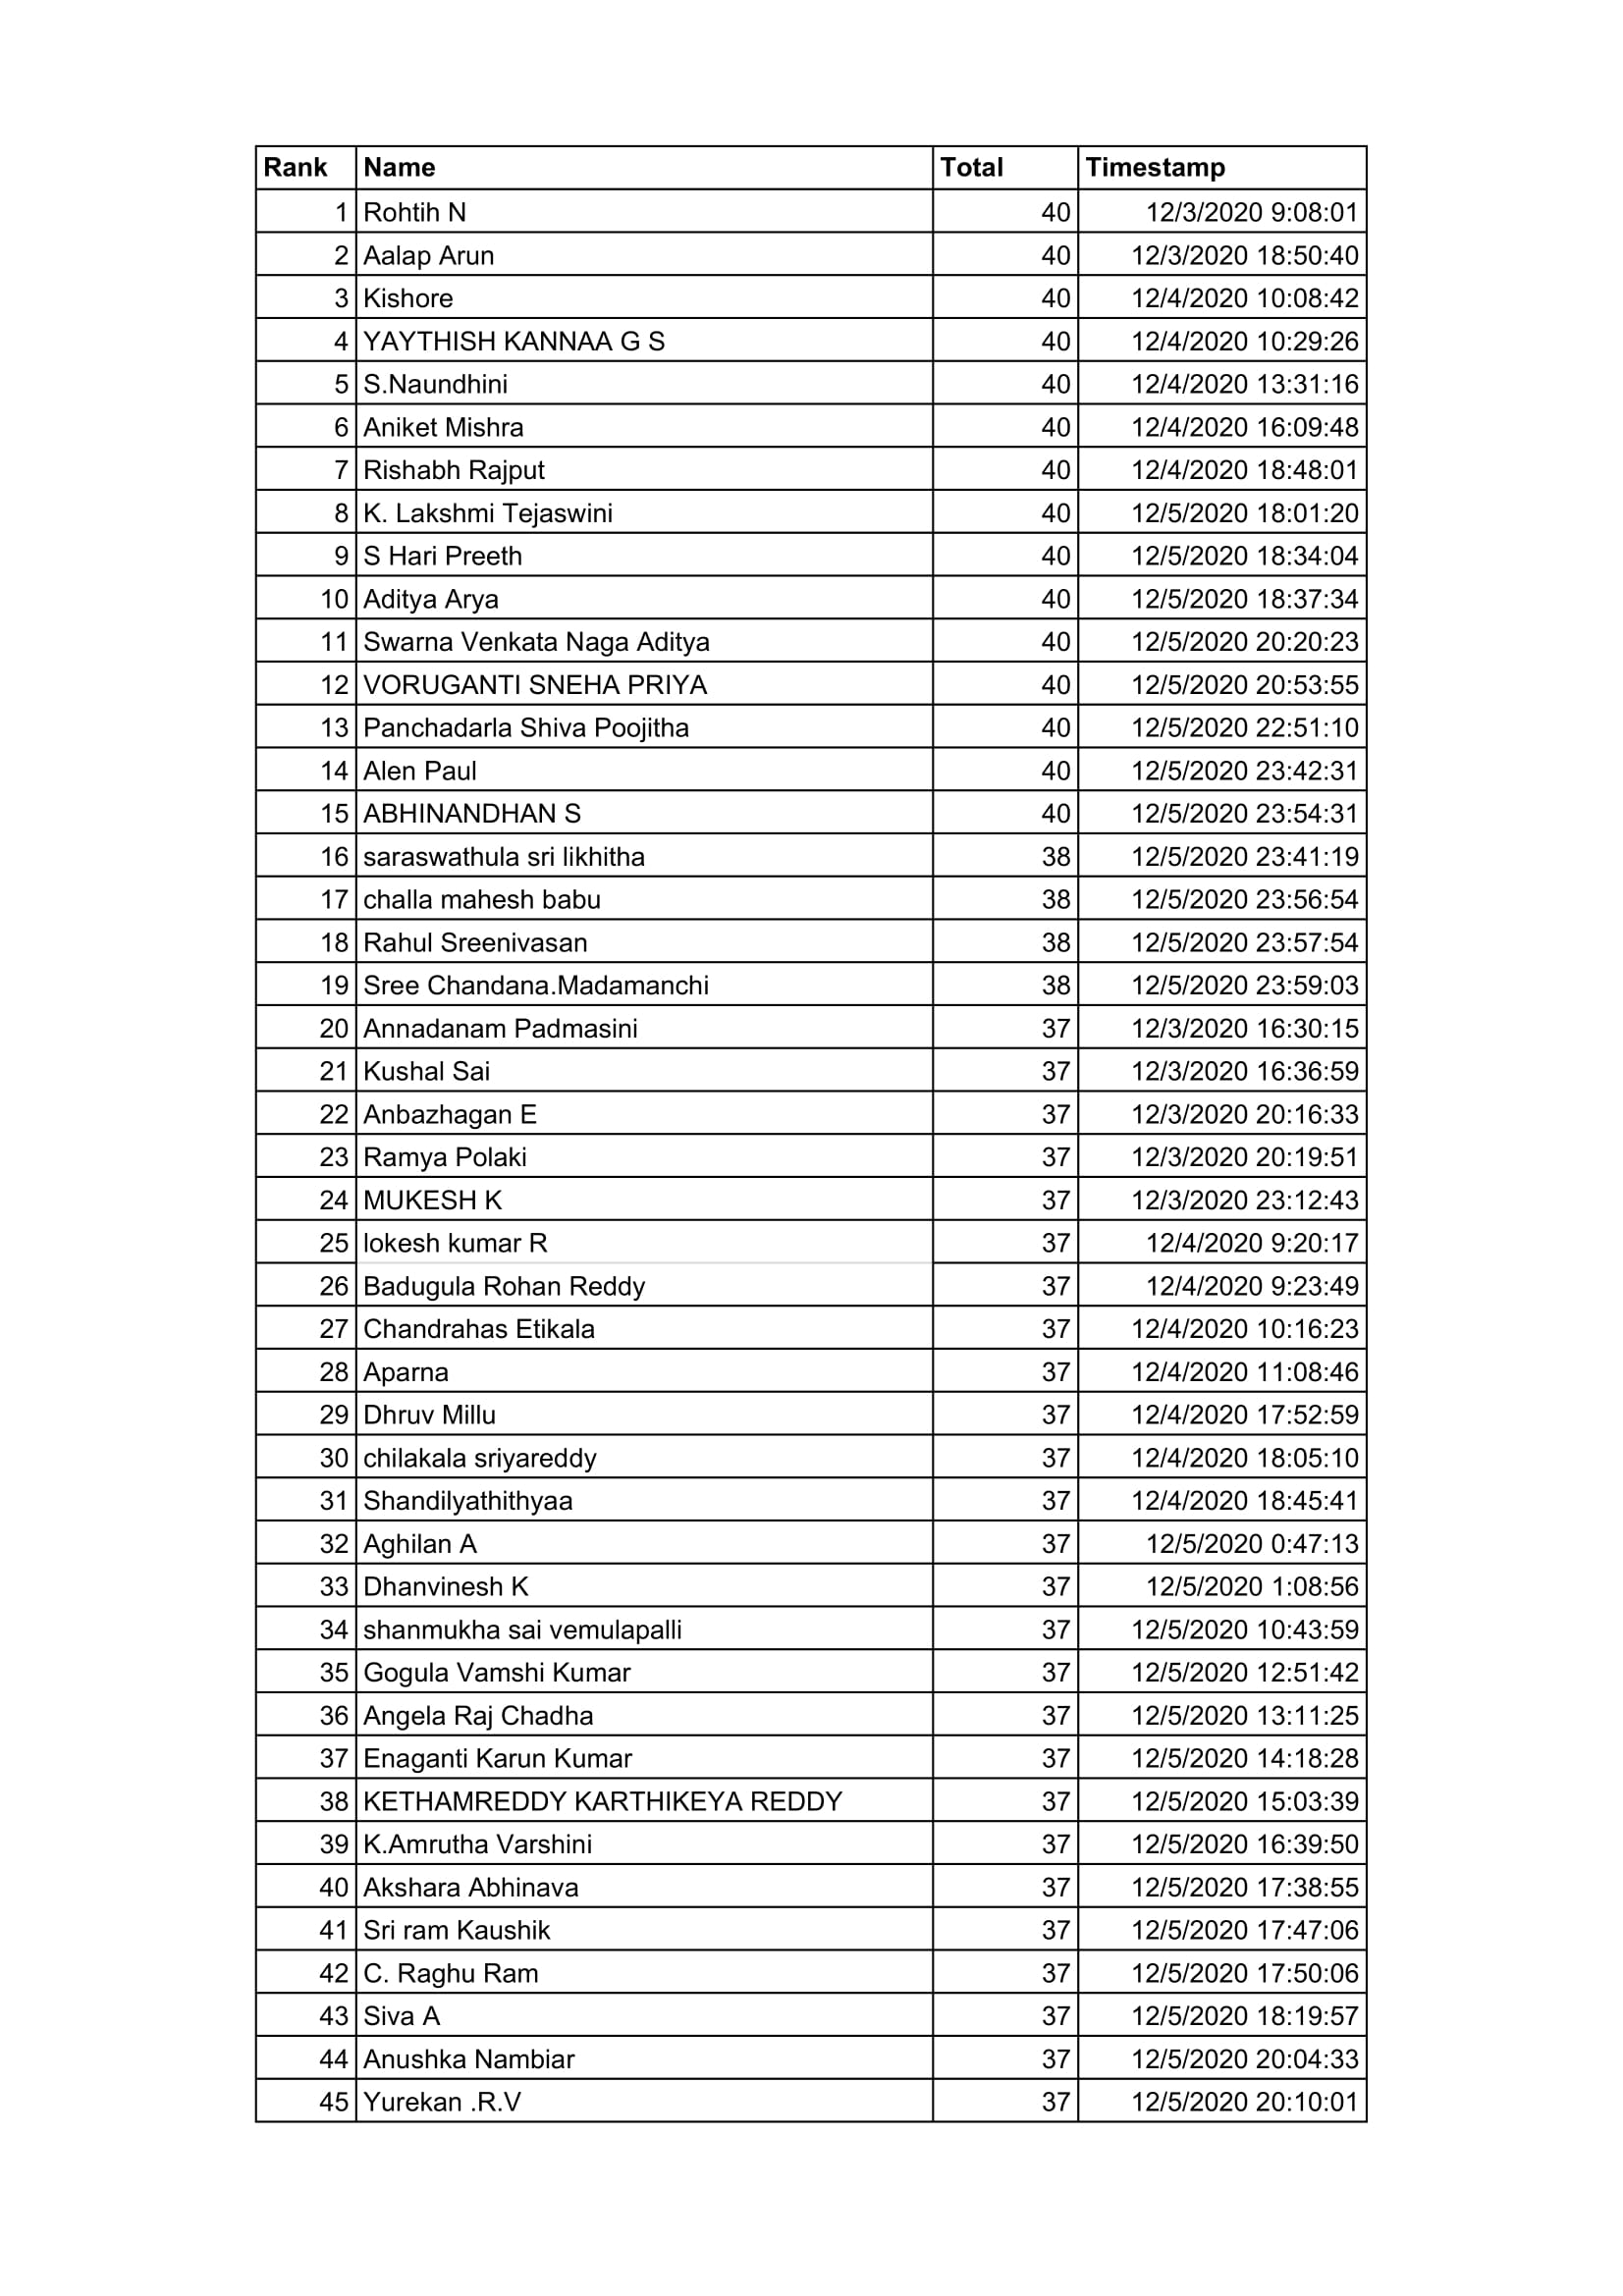 Rank Name Total Timestamp
1 Rohtih N 40 12/3/2020 9:08:01
2 Aalap Arun 40 12/3/2020 18:50:40
3 Kishore 40 12/4/2020 10:08:42
4 YAYTHISH KANNAA G S 40 12/4/2020 10:29:26
5 S.Naundhini 40 12/4/2020 13:31:16
6 Aniket Mishra 40 12/4/2020 16:09:48
7 Rishabh Rajput 40 12/4/2020 18:48:01
8 K. Lakshmi Tejaswini 40 12/5/2020 18:01:20
9 S Hari Preeth 40 12/5/2020 18:34:04
10 Aditya Arya 40 12/5/2020 18:37:34
11 Swarna Venkata Naga Aditya 40 12/5/2020 20:20:23
12 VORUGANTI SNEHA PRIYA 40 12/5/2020 20:53:55
13 Panchadarla Shiva Poojitha 40 12/5/2020 22:51:10
14 Alen Paul 40 12/5/2020 23:42:31
15 ABHINANDHAN S 40 12/5/2020 23:54:31
16 saraswathula sri likhitha 38 12/5/2020 23:41:19
17 challa mahesh babu 38 12/5/2020 23:56:54
18 Rahul Sreenivasan 38 12/5/2020 23:57:54
19 Sree Chandana.Madamanchi 38 12/5/2020 23:59:03
20 Annadanam Padmasini 37 12/3/2020 16:30:15
21 Kushal Sai 37 12/3/2020 16:36:59
22 Anbazhagan E 37 12/3/2020 20:16:33
23 Ramya Polaki 37 12/3/2020 20:19:51
24 MUKESH K 37 12/3/2020 23:12:43
25 lokesh kumar R 37 12/4/2020 9:20:17
26 Badugula Rohan Reddy 37 12/4/2020 9:23:49
27 Chandrahas Etikala 37 12/4/2020 10:16:23
28 Aparna 37 12/4/2020 11:08:46
29 Dhruv Millu 37 12/4/2020 17:52:59
30 chilakala sriyareddy 37 12/4/2020 18:05:10
31 Shandilyathithyaa 37 12/4/2020 18:45:41
32 Aghilan A 37 12/5/2020 0:47:13
33 Dhanvinesh K 37 12/5/2020 1:08:56
34 shanmukha sai vemulapalli 37 12/5/2020 10:43:59
35 Gogula Vamshi Kumar 37 12/5/2020 12:51:42
36 Angela Raj Chadha 37 12/5/2020 13:11:25
37 Enaganti Karun Kumar 37 12/5/2020 14:18:28
38 KETHAMREDDY KARTHIKEYA REDDY 37 12/5/2020 15:03:39
39 K.Amrutha Varshini 37 12/5/2020 16:39:50
40 Akshara Abhinava 37 12/5/2020 17:38:55
41 Sri ram Kaushik 37 12/5/2020 17:47:06
42 C. Raghu Ram 37 12/5/2020 17:50:06
43 Siva A 37 12/5/2020 18:19:57
44 Anushka Nambiar 37 12/5/2020 20:04:33
45 Yurekan .R.V 37 12/5/2020 20:10:01